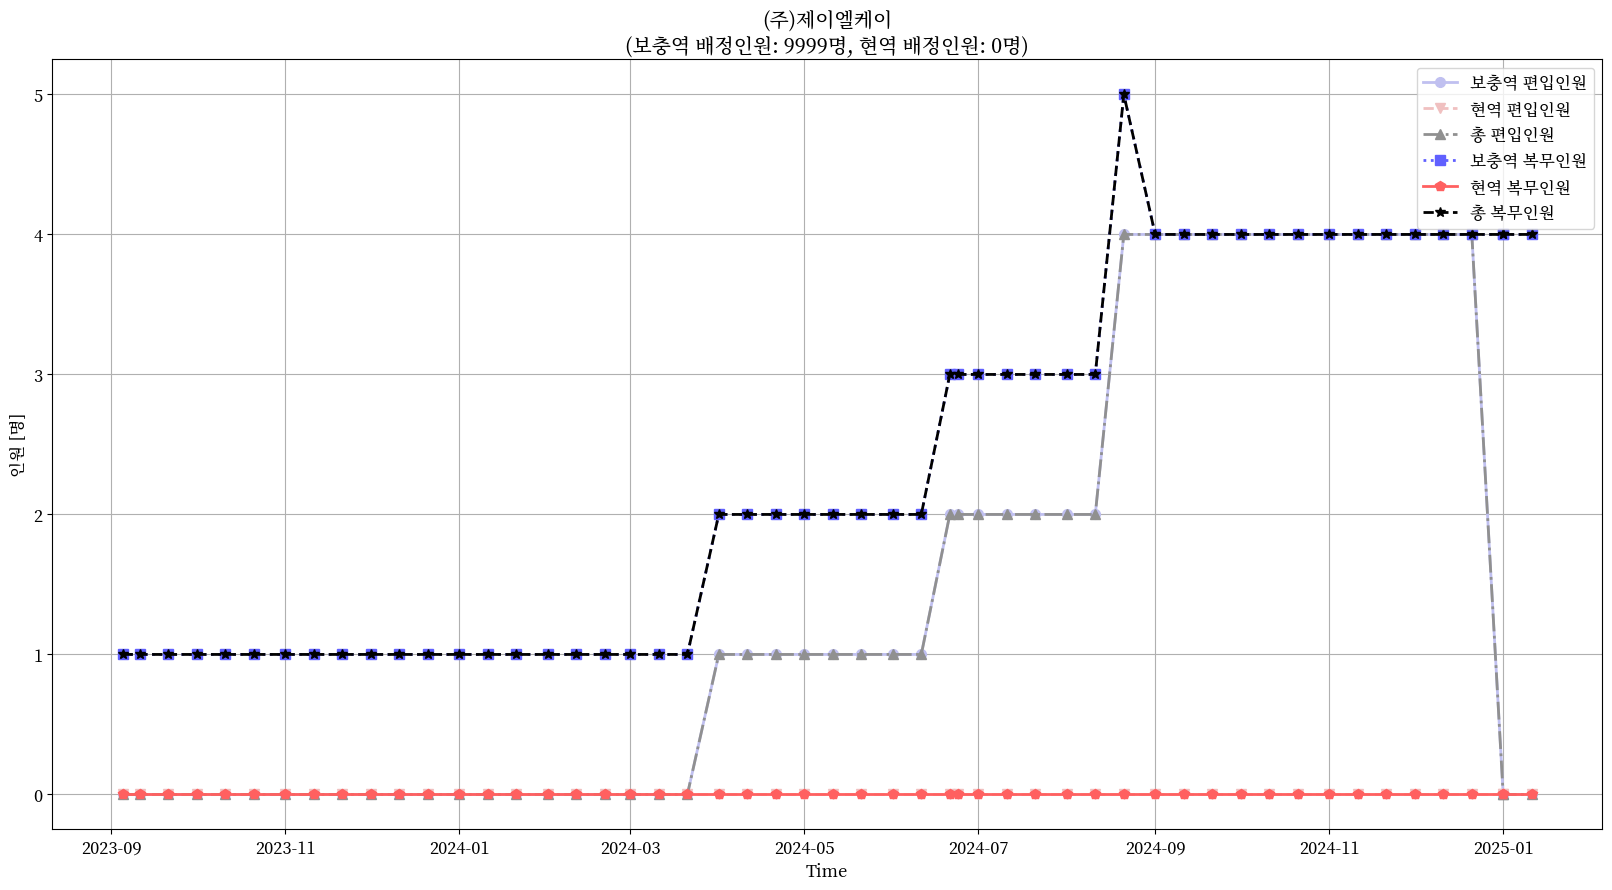 (주)제이엘케이
(보충역 배정인원: 9999명, 현역 배정인원: 0명)
보충역 편입인원
현역 편입인원
총 편입인원
보충역 복무인원
현역 복무인원
총 복무인원
5
4
3
2
1
0
인원 [명]
2023-09 2023-11 2024-01 2024-03 2024-05 2024-07 2024-09 2024-11 2025-01
Time